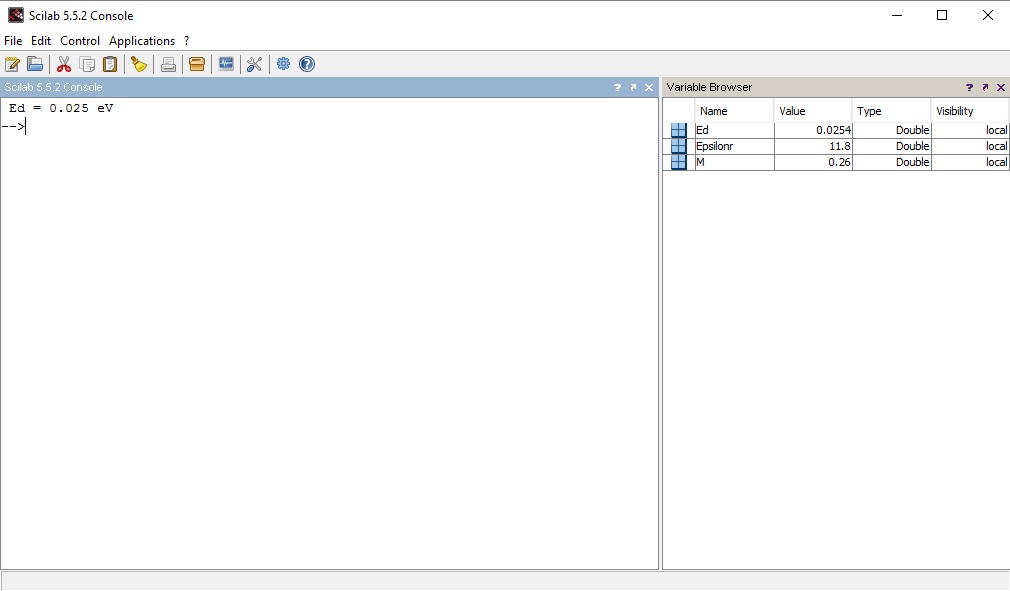 Scilab 5.5.2 Console
File Edit Control Applications ?
Scilab 5.5.2 Console
Ed = 0.025 eV
-->
Variable Browser
Name Value Type Visibility
Ed 0.0254 Double local
Epsilonr 11.8 Double local
M 0.26 Double local